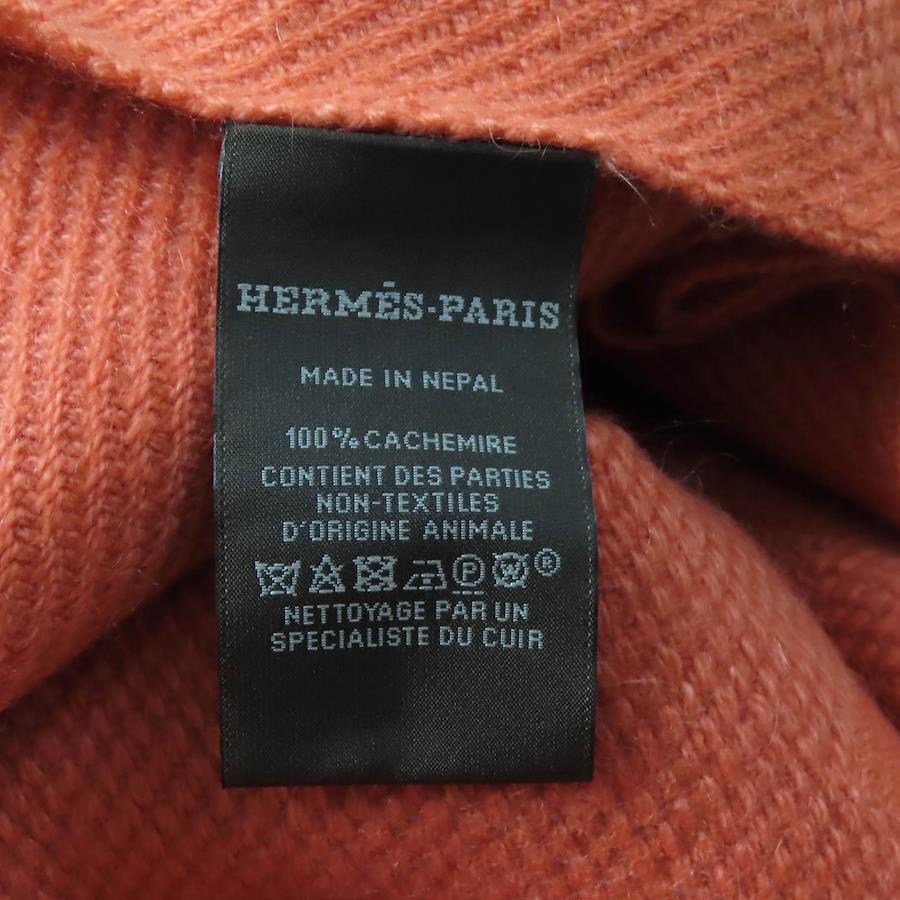 HERMÈS-PARIS
MADE IN NEPAL
100% CACHEMIRE
CONTIENT DES PARTIES
NON-TEXTILES
D'ORIGINE ANIMALE
P W ®
NETTOYAGE PAR UN
SPECIALISTE DU CUIR